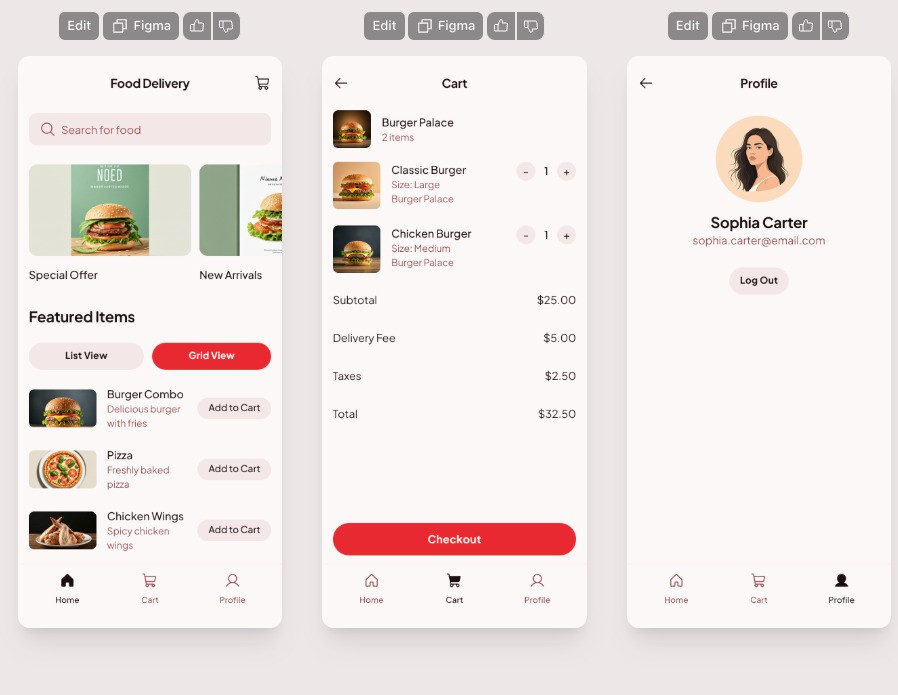 Edit
Figma
Edit
Figma
Edit
Figma
Food Delivery
Search for food
NOED
Special Offer
New Arrivals
Featured Items
List View
Grid View
Burger Combo
Delicious burger
with fries
Add to Cart
Pizza
Freshly baked
pizza
Add to Cart
Chicken Wings
Spicy chicken
wings
Add to Cart
Home
Cart
Profile
Cart
Burger Palace
2 items
Classic Burger
Size: Large
Burger Palace
- 1 +
Chicken Burger
Size: Medium
Burger Palace
- 1 +
Subtotal $25.00
Delivery Fee $5.00
Taxes $2.50
Total $32.50
Checkout
Home
Cart
Profile
Profile
Sophia Carter
sophia.carter@email.com
Log Out
Home
Cart
Profile